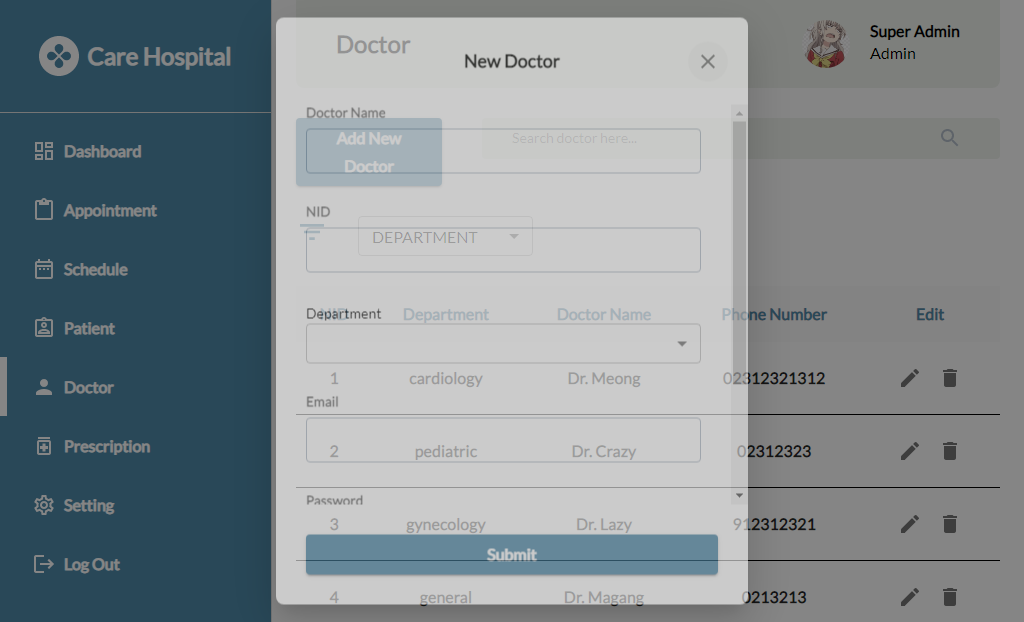 Care Hospital
Dashboard
Appointment
Schedule
Patient
Doctor
Prescription
Setting
Log Out
Doctor
Super Admin
Admin
New Doctor
Doctor Name
Add New
Doctor
Search doctor here...
NID
DEPARTMENT
Department
NID Department Doctor Name Phone Number Edit
1 cardiology Dr. Meong 02312321312
Email
2 pediatric Dr. Crazy 02312323
Password
3 gynecology Dr. Lazy 912312321
Submit
4 general Dr. Magang 0213213